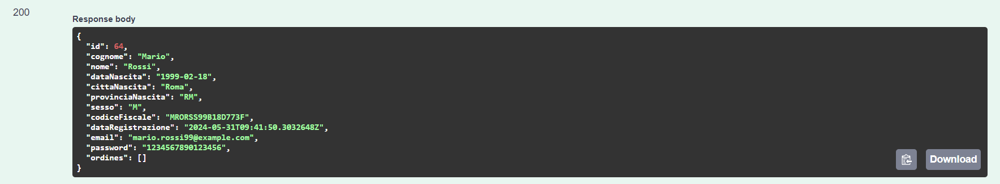 200
Response body
{
  "id": 64,
  "cognome": "Mario",
  "nome": "Rossi",
  "dataNascita": "1999-02-18",
  "cittaNascita": "Roma",
  "provinciaNascita": "RM",
  "sesso": "M",
  "codiceFiscale": "MRORSS99B18D773F",
  "dataRegistrazione": "2024-05-31T09:41:50.3032648Z",
  "email": "mario.rossi99@example.com",
  "password": "1234567890123456",
  "ordines": []
}
Download